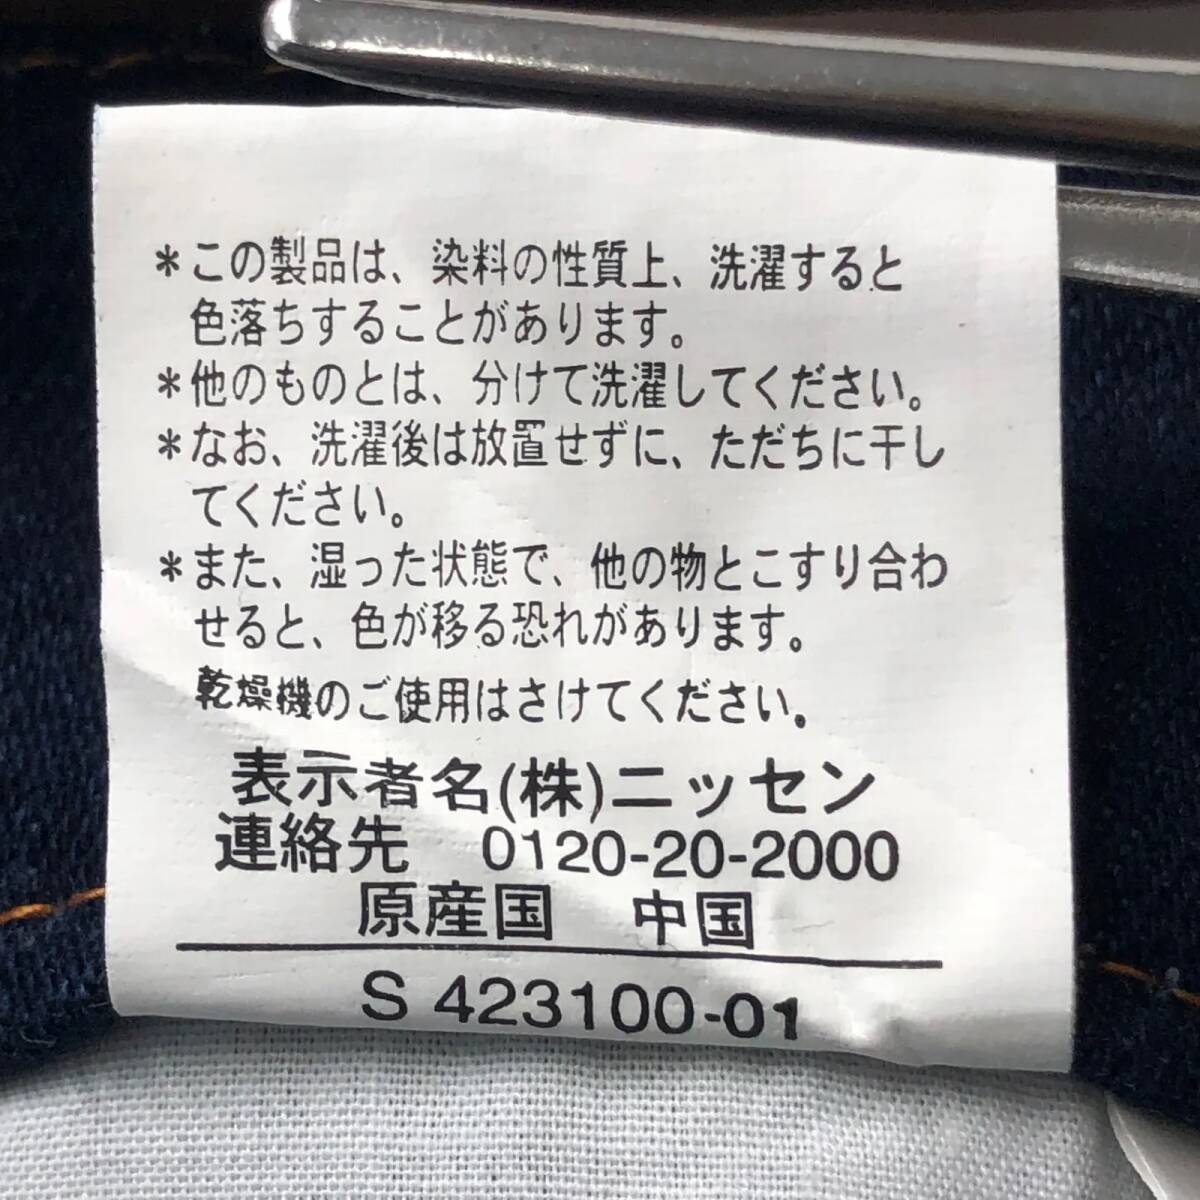 ＊この製品は、染料の性質上、洗濯すると
色落ちすることがあります。
＊他のものとは、分けて洗濯してください。
＊なお、洗濯後は放置せずに、ただちに干し
てください。
＊また、湿った状態で、他の物とこすり合わ
せると、色が移る恐れがあります。
乾燥機のご使用はさけてください。
表示者名(株)ニッセン
連絡先　0120-20-2000
原産国　中国
S 423100-01